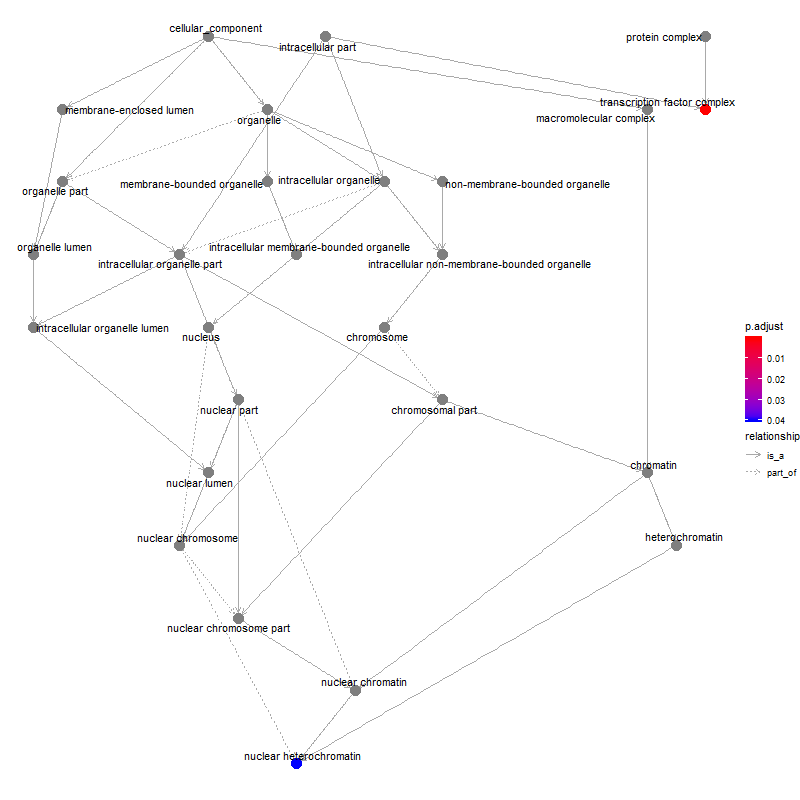 cellular_component
intracellular part
protein complex
transcription factor complex
membrane-enclosed lumen
organelle
macromolecular complex
organelle part
membrane-bounded organelle
intracellular organelle
non-membrane-bounded organelle
organelle lumen
intracellular organelle part
intracellular membrane-bounded organelle
intracellular non-membrane-bounded organelle
intracellular organelle lumen
nucleus
chromosome
nuclear part
chromosomal part
nuclear lumen
chromatin
nuclear chromosome
heterochromatin
nuclear chromosome part
nuclear chromatin
nuclear heterochromatin
p.adjust
0.01
0.02
0.03
0.04
relationship
is_a
part_of